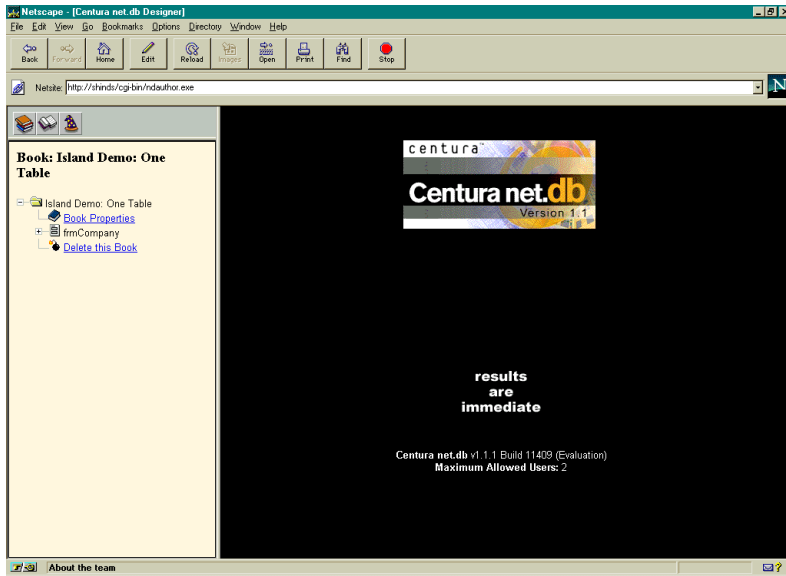 Netscape - [Centura net.db Designer]
File Edit View Go Bookmarks Options Directory Window Help
Back Forward Home Edit Reload Images Open Print Find Stop
Netsite: http://shinds/cgi-bin/ndauthor.exe
N
Book: Island Demo: One
Table
Island Demo: One Table
Book Properties
frmCompany
Delete this Book
centura™
Centura net.db
Version 1.1
results
are
immediate
Centura net.db v1.1.1 Build 11409 (Evaluation)
Maximum Allowed Users: 2
About the team